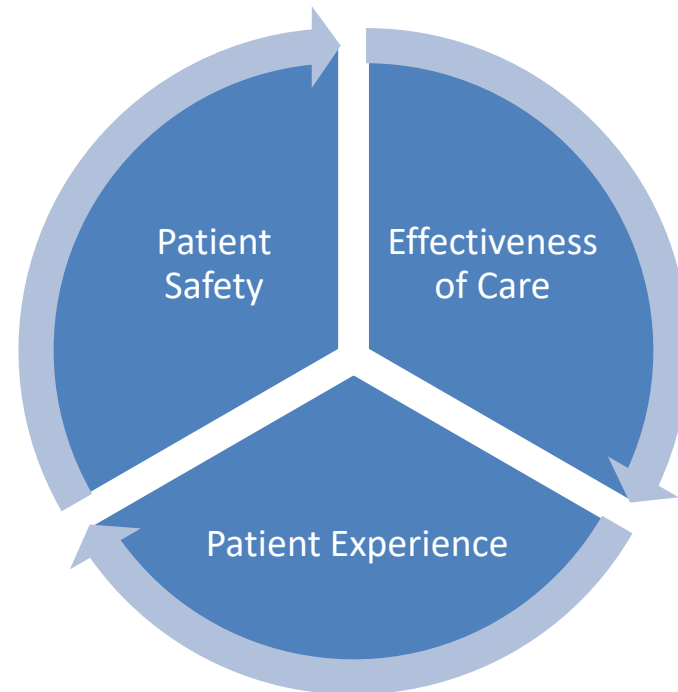 Patient
Safety
Effectiveness
of Care
Patient Experience